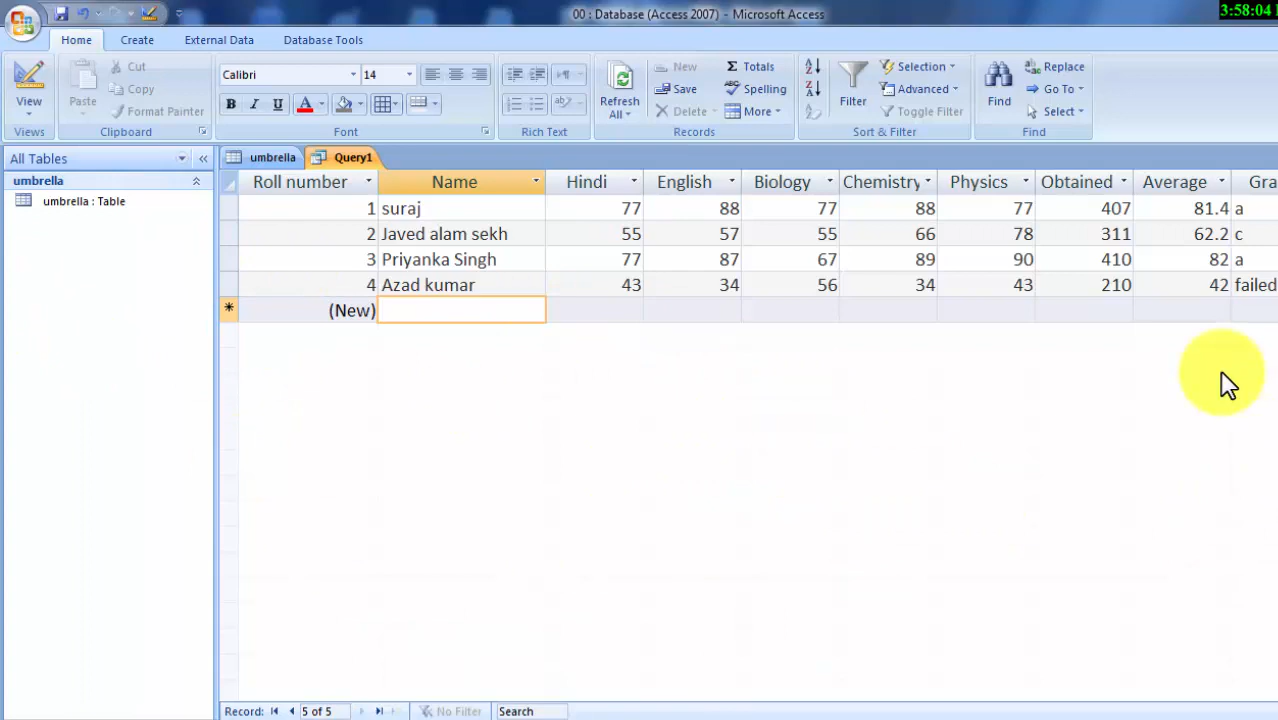 00 : Database (Access 2007) - Microsoft Access
3:58:04
Home Create External Data Database Tools
View
Views
Paste
Cut
Copy
Format Painter
Clipboard
Calibri 14
B I U A
Font
Rich Text
Refresh
All
New
Save
Delete
Totals
Spelling
More
Records
Filter
Selection
Advanced
Toggle Filter
Sort & Filter
Find
Replace
Go To
Select
Find
All Tables
umbrella
umbrella : Table
umbrella Query1
Roll number Name Hindi English Biology Chemistry Physics Obtained Average Gra
1 suraj 77 88 77 88 77 407 81.4 a
2 Javed alam sekh 55 57 55 66 78 311 62.2 c
3 Priyanka Singh 77 87 67 89 90 410 82 a
4 Azad kumar 43 34 56 34 43 210 42 failed
* (New)
Record: 5 of 5 No Filter Search